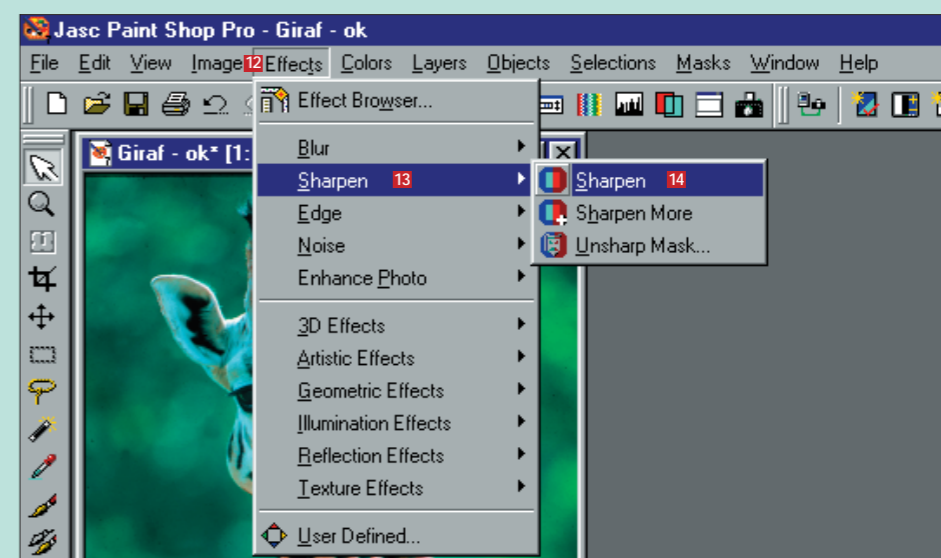 Jasc Paint Shop Pro - Giraf - ok
File Edit View Image 12 Effects Colors Layers Objects Selections Masks Window Help
Effect Browser...
Giraf - ok* [1:
Blur
Sharpen 13
Sharpen 14
Edge
Sharpen More
Noise
Unsharp Mask...
Enhance Photo
3D Effects
Artistic Effects
Geometric Effects
Illumination Effects
Reflection Effects
Texture Effects
User Defined...